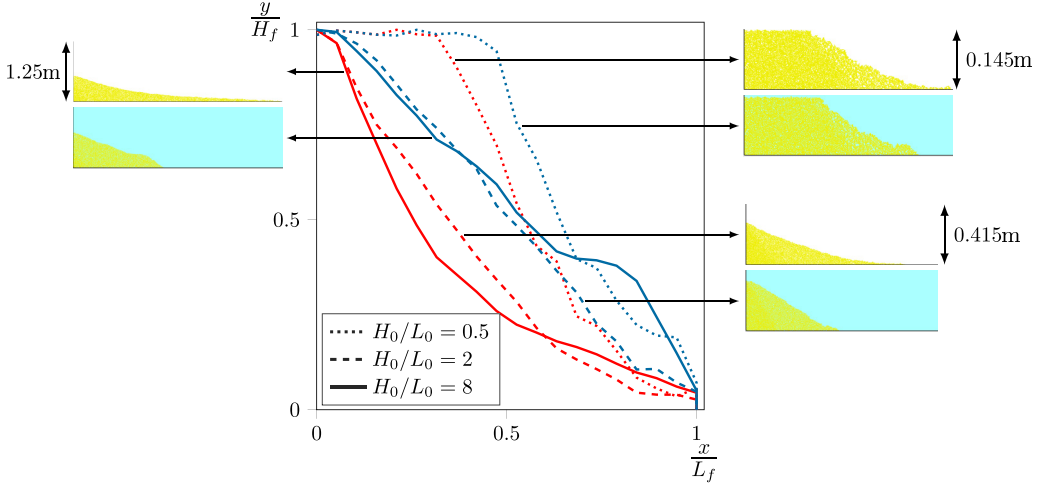 y
H_f
1
0.5
0
0
0.5
1
x
L_f
1.25m
0.145m
0.415m
H_0/L_0 = 0.5
H_0/L_0 = 2
H_0/L_0 = 8